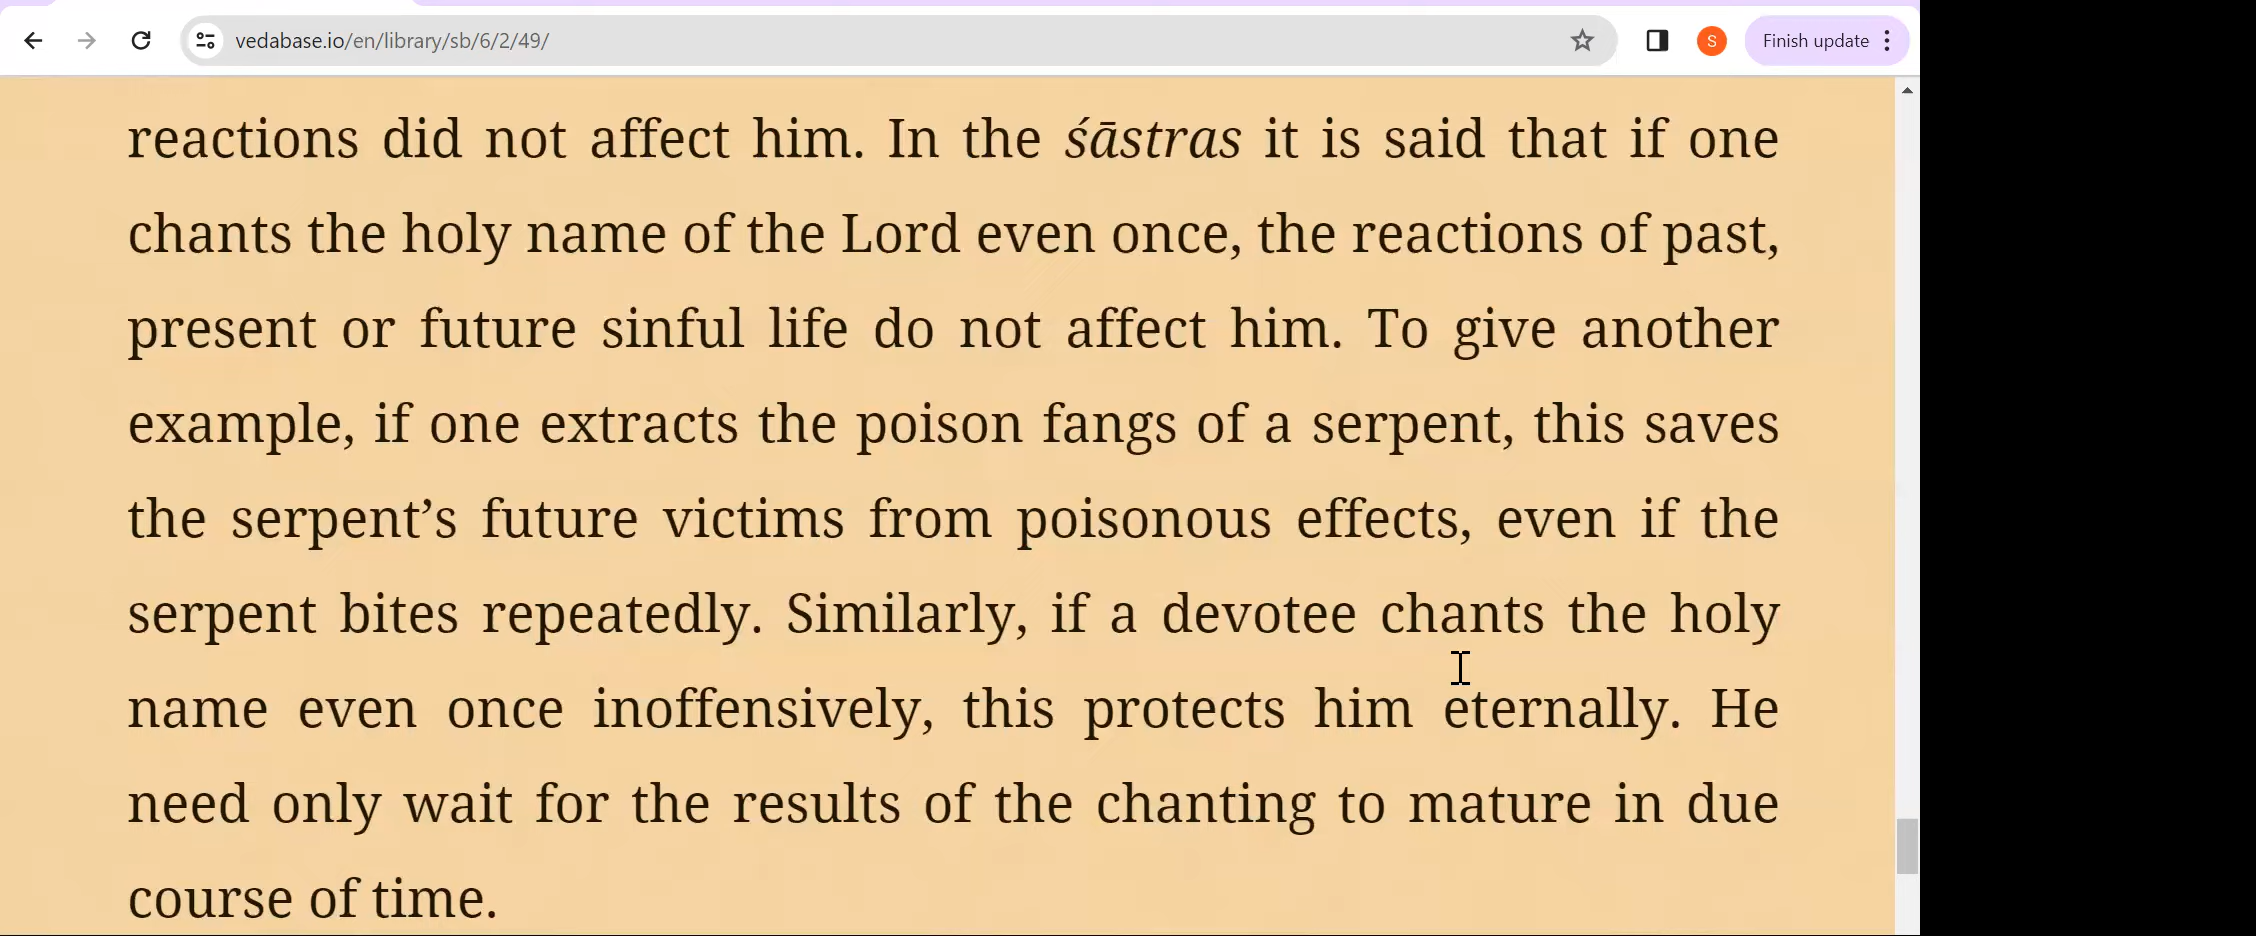 vedabase.io/en/library/sb/6/2/49/
S
Finish update
reactions did not affect him. In the śāstras it is said that if one
chants the holy name of the Lord even once, the reactions of past,
present or future sinful life do not affect him. To give another
example, if one extracts the poison fangs of a serpent, this saves
the serpent’s future victims from poisonous effects, even if the
serpent bites repeatedly. Similarly, if a devotee chants the holy
name even once inoffensively, this protects him eternally. He
need only wait for the results of the chanting to mature in due
course of time.